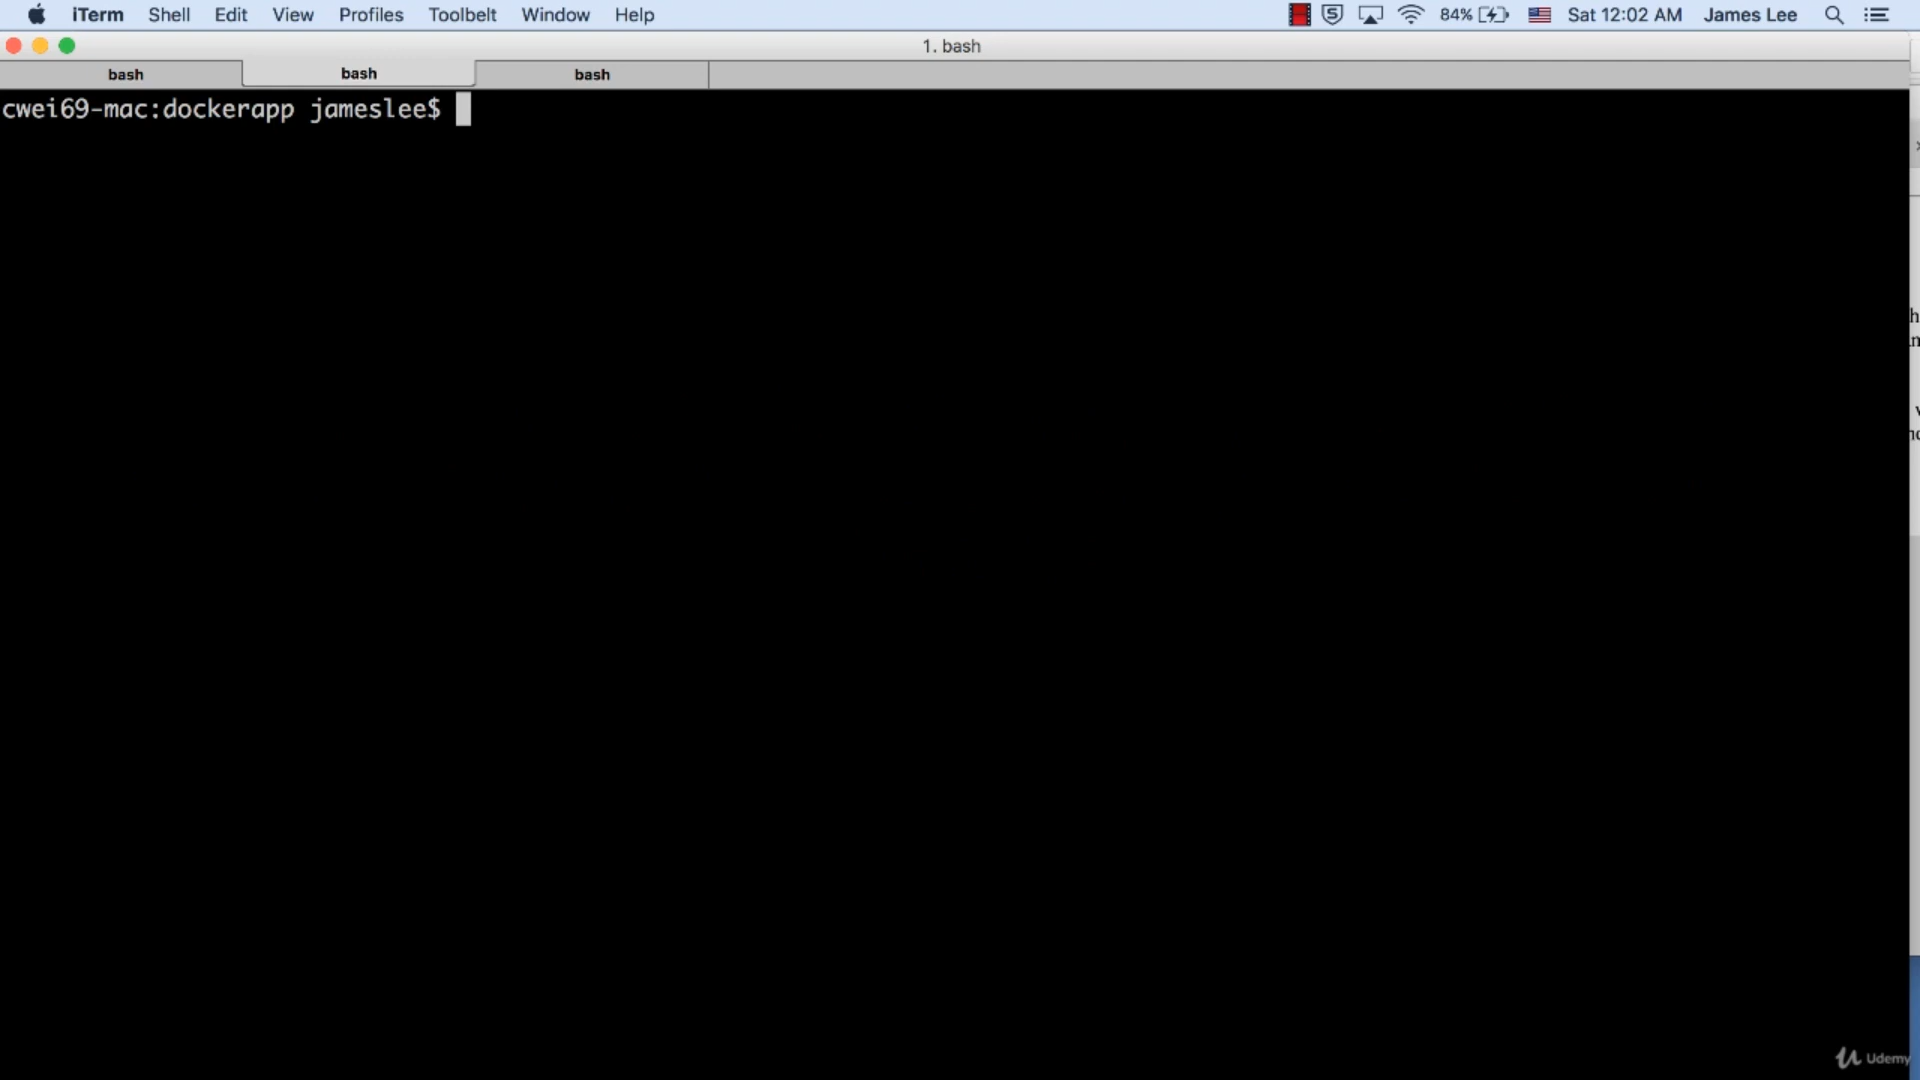 iTerm Shell Edit View Profiles Toolbelt Window Help 84% Sat 12:02 AM James Lee
1. bash
bash bash bash
cwei69-mac:dockerapp jameslee$
Udemy